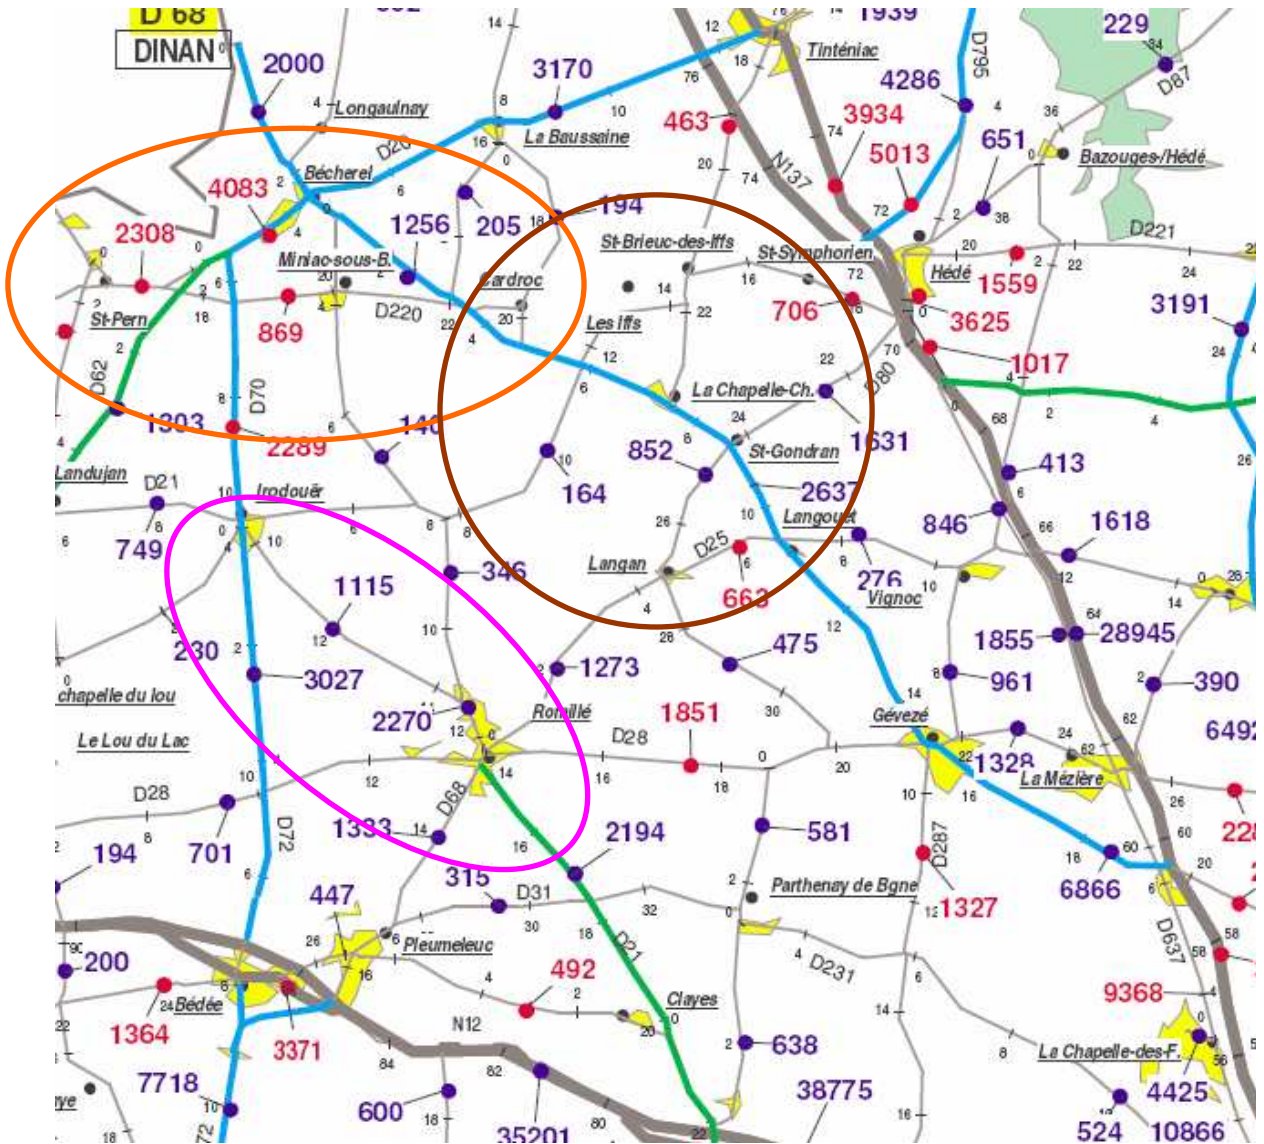 D 68
DINAN
2000
3170
1939
D795
229
34
D87
Longaulnay
Tinténiac
4286
La Baussaine
D20
463
3934
5013
651
Bazouges-/Hédé
Bécherel
N137
4083
1256
205
194
2308
St-Brieuc-des-Iffs
St-Symphorien
D221
Miniac-sous-B.
Cardroc
Hédé
1559
3191
St-Pern
869
D220
Les iffs
706
3625
1017
D62
D70
La Chapelle-Ch.
D80
1303
2289
140
852
1631
St-Gondran
Landujan
D21
Irodouër
164
2637
413
749
Langouet
846
1618
D25
346
Langan
663
276
Vignoc
1115
230
3027
1273
475
1855
28945
961
390
chapelle du lou
2270
Romillé
1851
Gévezé
6492
Le Lou du Lac
D28
1328
La Mézière
D28
D68
D72
701
1333
2194
581
D287
194
315
D31
Parthenay de Bgne
1327
6866
447
D21
Pleumeleuc
D231
D637
200
492
Clayes
9368
1364
Bédée
3371
N12
638
La Chapelle-des-F.
7718
600
35201
38775
4425
524
10866